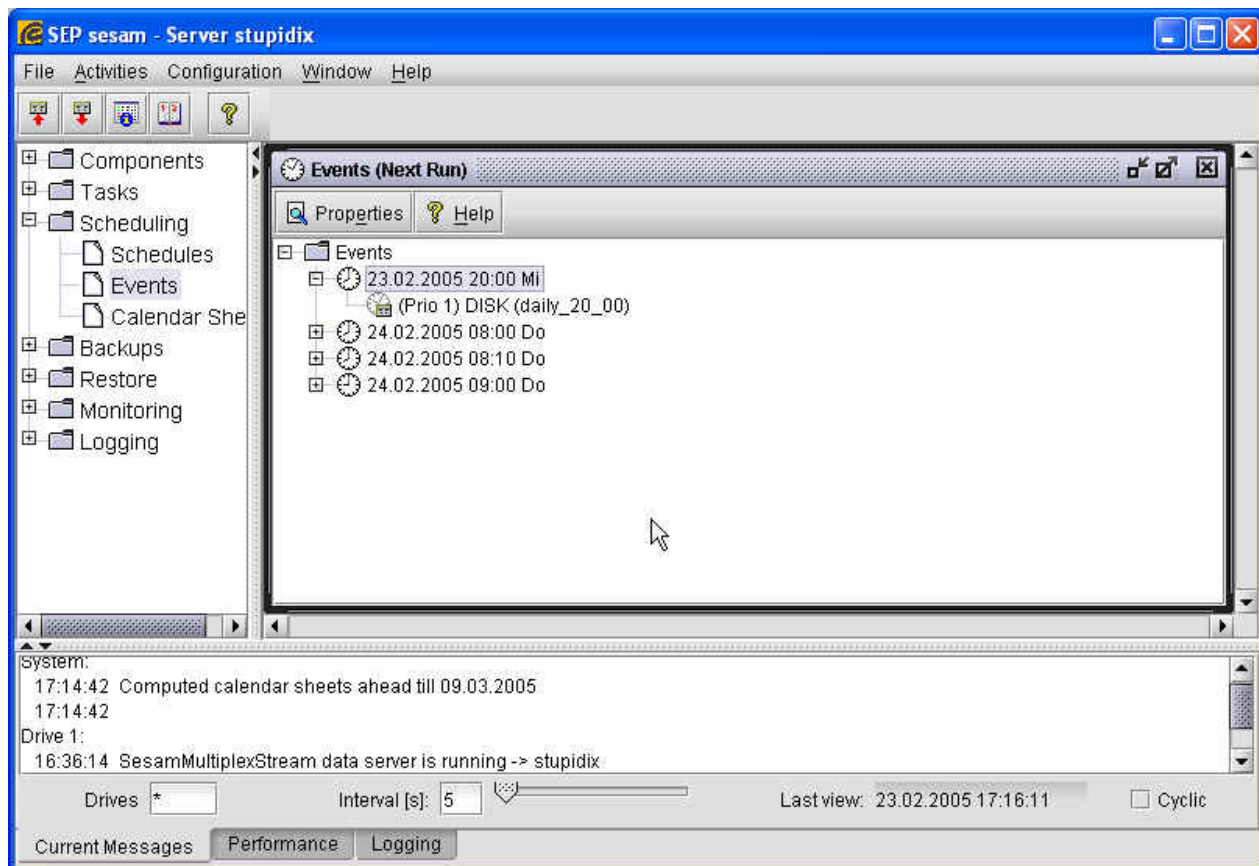 SEP sesam - Server stupidix
File Activities Configuration Window Help
Components
Tasks
Scheduling
Schedules
Events
Calendar She
Backups
Restore
Monitoring
Logging
Events (Next Run)
Properties Help
Events
23.02.2005 20:00 Mi
(Prio 1) DISK (daily_20_00)
24.02.2005 08:00 Do
24.02.2005 08:10 Do
24.02.2005 09:00 Do
System:
17:14:42 Computed calendar sheets ahead till 09.03.2005
17:14:42
Drive 1:
16:36:14 SesamMultiplexStream data server is running -> stupidix
Drives * Interval [s]: 5 Last view: 23.02.2005 17:16:11 Cyclic
Current Messages Performance Logging